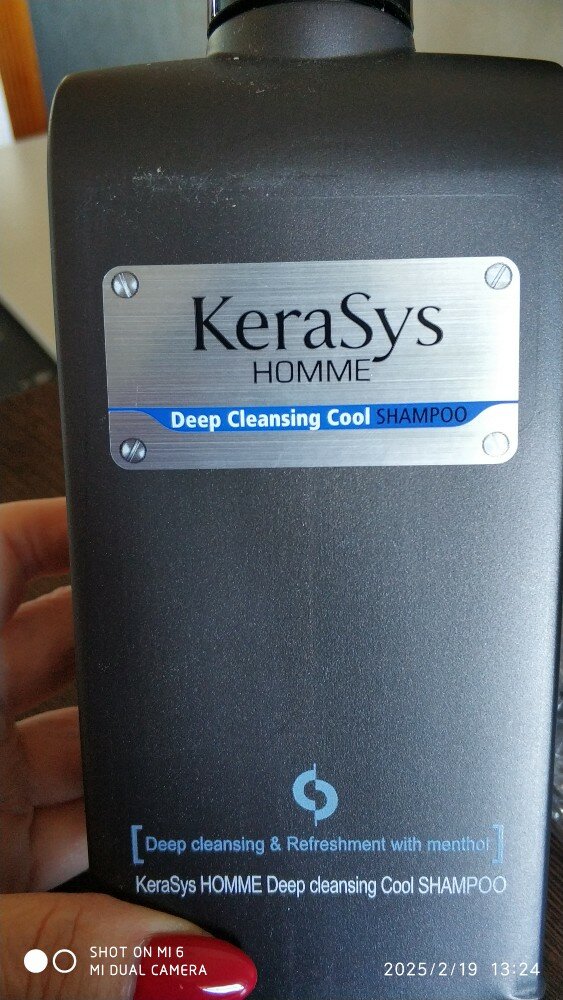 KeraSys
HOMME
Deep Cleansing Cool SHAMPOO
[Deep cleansing & Refreshment with menthol]
KeraSys HOMME Deep cleansing Cool SHAMPOO
SHOT ON MI 6
MI DUAL CAMERA
2025/2/19 13:24